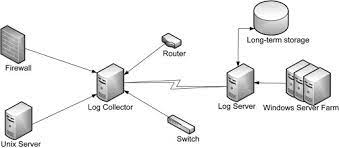 Long-term storage
Router
Firewall
Log Collector
Log Server
Windows Server Farm
Unix Server
Switch